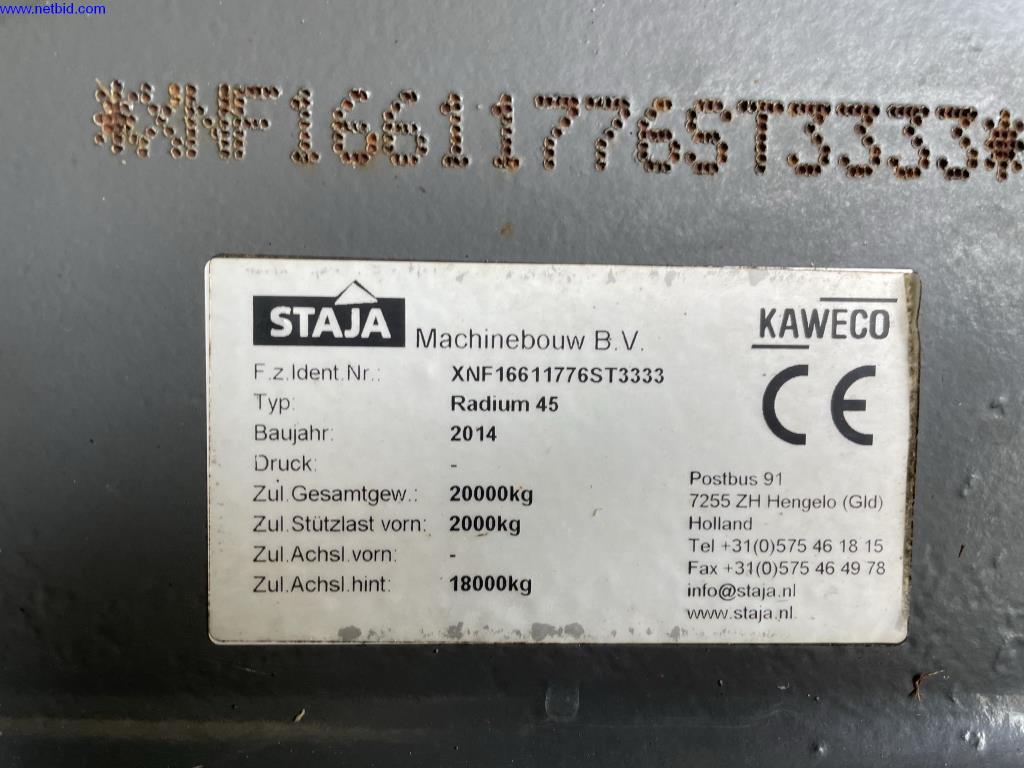 www.netbid.com
*XNF16611776ST3333*
STAJA Machinebouw B.V.
KAWECO
F.z.Ident.Nr.: XNF16611776ST3333
Typ: Radium 45
CE
Baujahr: 2014
Druck: -
Zul.Gesamtgew.: 20000kg
Zul.Stützlast vorn: 2000kg
Zul.Achsl.vorn: -
Zul.Achsl.hint: 18000kg
Postbus 91
7255 ZH Hengelo (Gld)
Holland
Tel +31(0)575 46 18 15
Fax +31(0)575 46 49 78
info@staja.nl
www.staja.nl